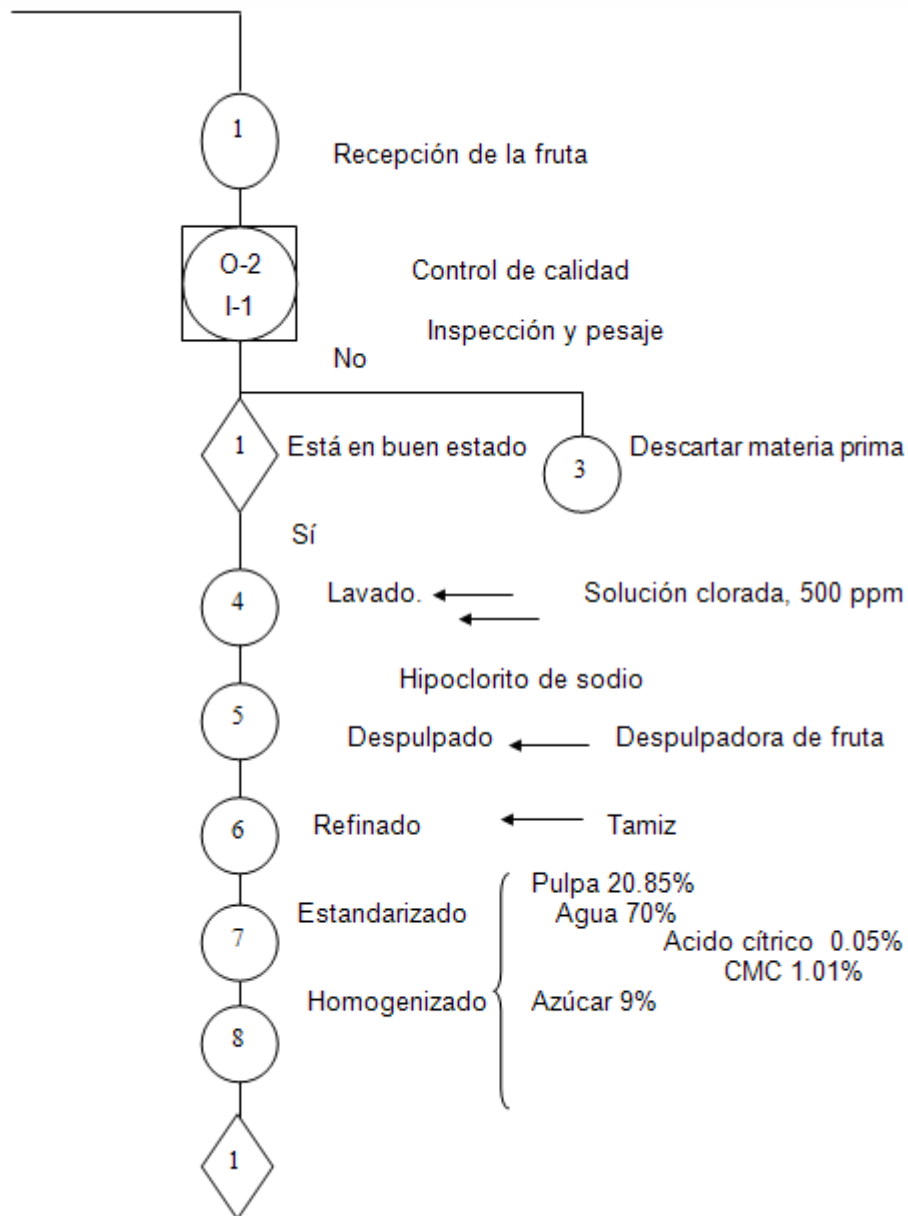 1
Recepción de la fruta
O-2
I-1
Control de calidad
Inspección y pesaje
No
1
Está en buen estado
3
Descartar materia prima
Sí
4
Lavado.
Solución clorada, 500 ppm
Hipoclorito de sodio
5
Despulpado
Despulpadora de fruta
6
Refinado
Tamiz
Pulpa 20.85%
Estandarizado
Agua 70%
7
Acido cítrico 0.05%
CMC 1.01%
Homogenizado
Azúcar 9%
8
1